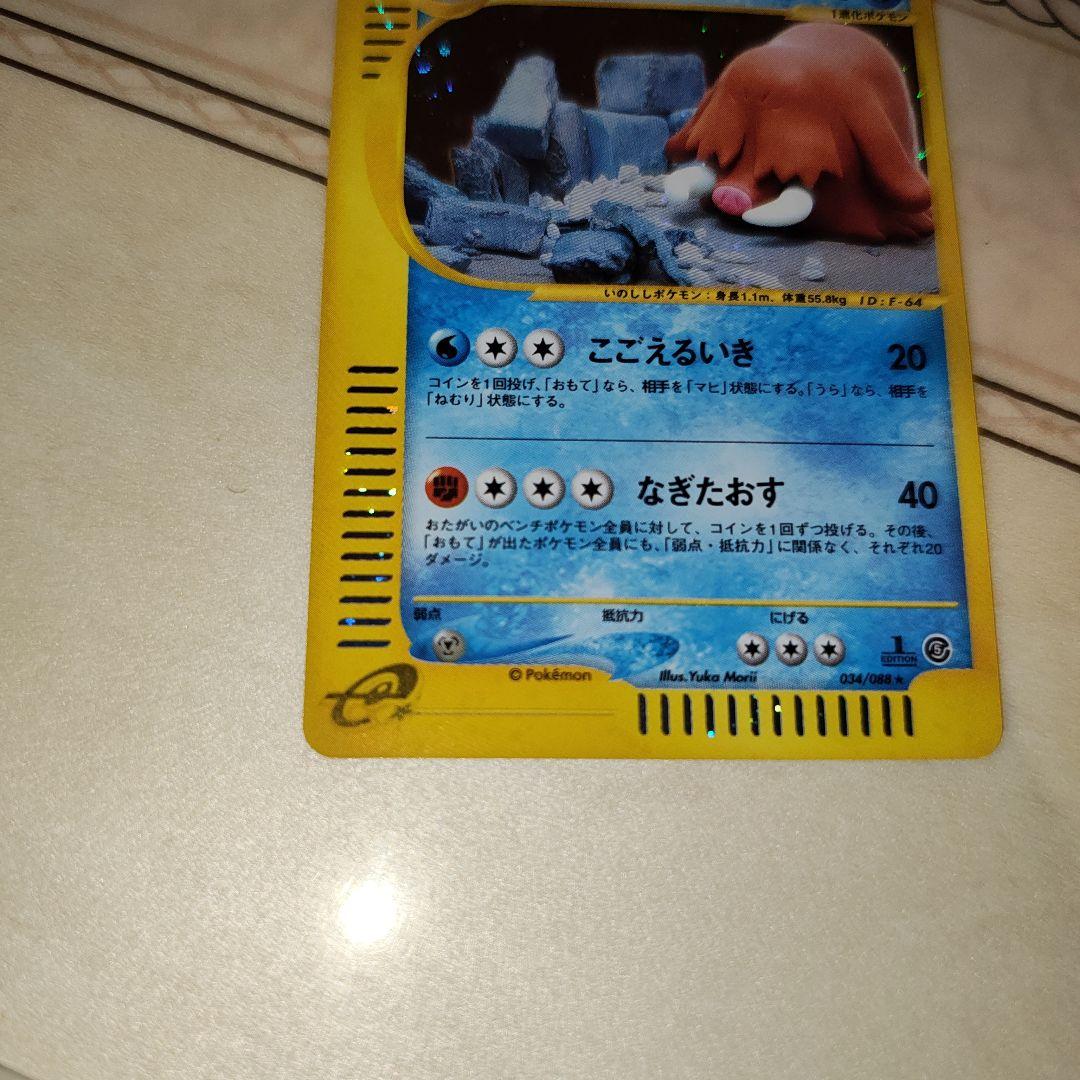 1進化ポケモン
いのししポケモン：身長1.1m、体重55.8kg ID：F-64
こごえるいき 20
コインを1回投げ、「おもて」なら、相手を「マヒ」状態にする。「うら」なら、相手を
「ねむり」状態にする。
なぎたおす 40
おたがいのベンチポケモン全員に対して、コインを1回ずつ投げる。その後、
「おもて」が出たポケモン全員にも、「弱点・抵抗力」に関係なく、それぞれ20
ダメージ。
弱点 抵抗力 にげる
1
EDITION
© Pokémon Illus. Yuka Morii 034/088 ★
e